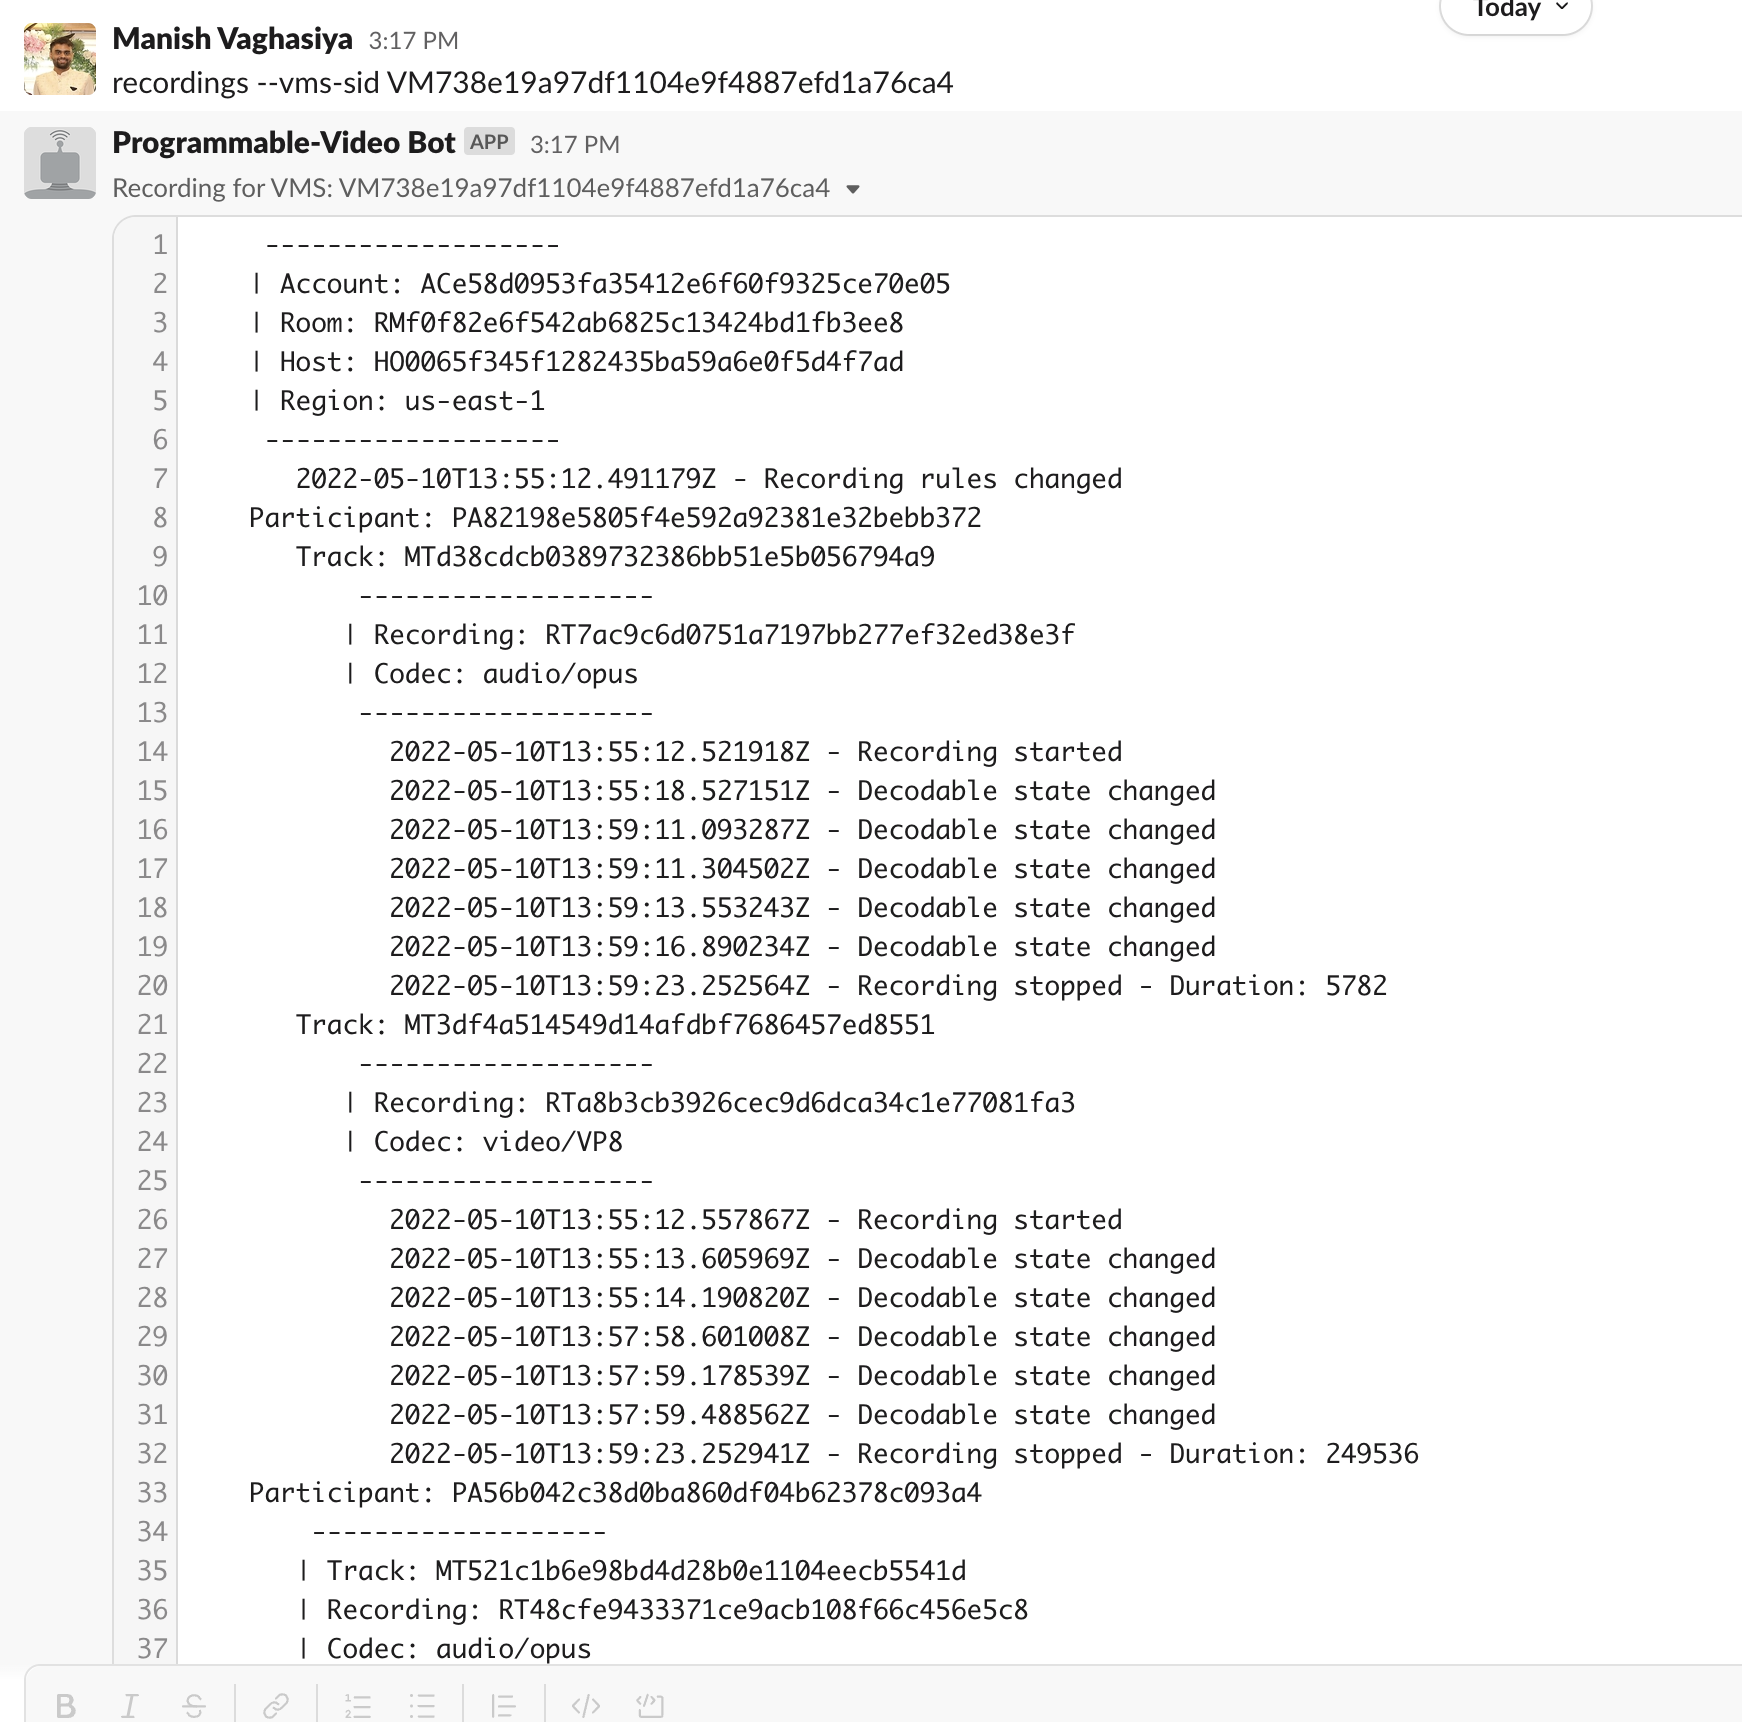 Today
Manish Vaghasiya 3:17 PM
recordings --vms-sid VM738e19a97df1104e9f4887efd1a76ca4
Programmable-Video Bot APP 3:17 PM
Recording for VMS: VM738e19a97df1104e9f4887efd1a76ca4
1 -------------------
2 | Account: ACe58d0953fa35412e6f60f9325ce70e05
3 | Room: RMf0f82e6f542ab6825c13424bd1fb3ee8
4 | Host: HO0065f345f1282435ba59a6e0f5d4f7ad
5 | Region: us-east-1
6 -------------------
7 2022-05-10T13:55:12.491179Z - Recording rules changed
8 Participant: PA82198e5805f4e592a92381e32bebb372
9 Track: MTd38cdcb0389732386bb51e5b056794a9
10 -------------------
11 | Recording: RT7ac9c6d0751a7197bb277ef32ed38e3f
12 | Codec: audio/opus
13 -------------------
14 2022-05-10T13:55:12.521918Z - Recording started
15 2022-05-10T13:55:18.527151Z - Decodable state changed
16 2022-05-10T13:59:11.093287Z - Decodable state changed
17 2022-05-10T13:59:11.304502Z - Decodable state changed
18 2022-05-10T13:59:13.553243Z - Decodable state changed
19 2022-05-10T13:59:16.890234Z - Decodable state changed
20 2022-05-10T13:59:23.252564Z - Recording stopped - Duration: 5782
21 Track: MT3df4a514549d14afdbf7686457ed8551
22 -------------------
23 | Recording: RTa8b3cb3926cec9d6dca34c1e77081fa3
24 | Codec: video/VP8
25 -------------------
26 2022-05-10T13:55:12.557867Z - Recording started
27 2022-05-10T13:55:13.605969Z - Decodable state changed
28 2022-05-10T13:55:14.190820Z - Decodable state changed
29 2022-05-10T13:57:58.601008Z - Decodable state changed
30 2022-05-10T13:57:59.178539Z - Decodable state changed
31 2022-05-10T13:57:59.488562Z - Decodable state changed
32 2022-05-10T13:59:23.252941Z - Recording stopped - Duration: 249536
33 Participant: PA56b042c38d0ba860df04b62378c093a4
34 -------------------
35 | Track: MT521c1b6e98bd4d28b0e1104eecb5541d
36 | Recording: RT48cfe9433371ce9acb108f66c456e5c8
37 | Codec: audio/opus